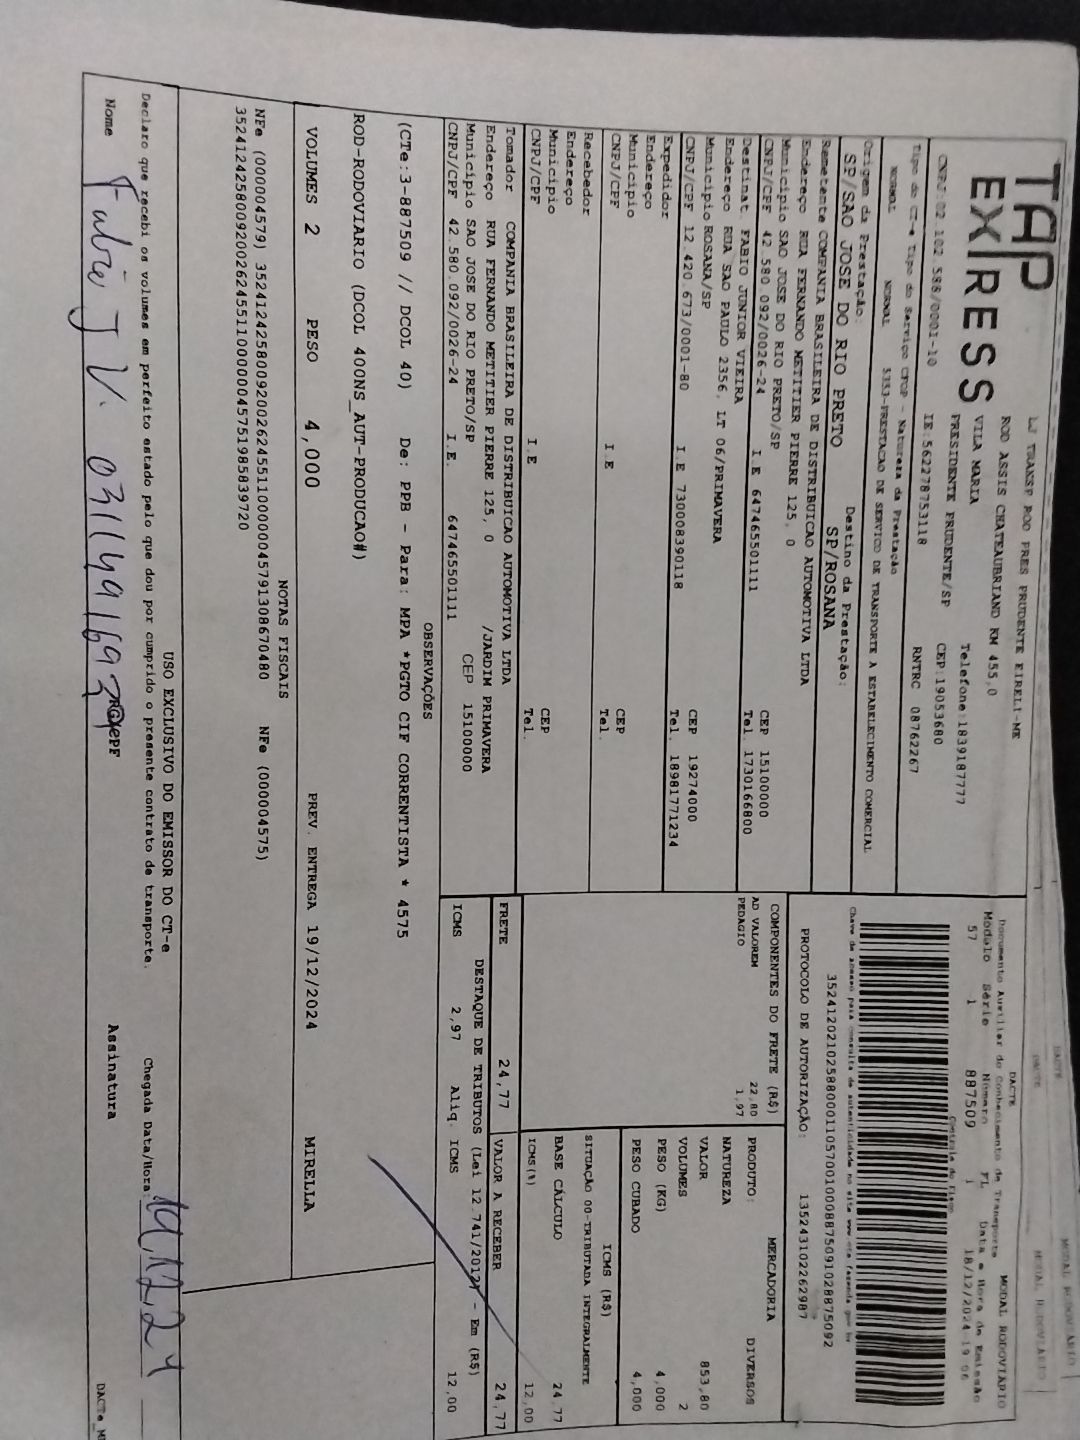 TAP
EXPRESS
LJ TRANSP ROD PRES PRUDENTE EIRELI-ME
ROD ASSIS CHATEAUBRIAND KM 455,0
VILA MARIA
Telefone:1839187777
PRESIDENTE PRUDENTE/SP
CEP:19053680
CNPJ:02.102.588/0001-10
IE:562278753118
RNTRC 08762267
DACTE
MODAL RODOVIARIO
Documento Auxiliar do Conhecimento de Transporte
Modelo Série Número FL Data e Hora de Emissão
57 1 887509 1 18/12/2024 19:06
Controle do Fisco
Chave de acesso para consulta de autenticidade no site www.cte.fazenda.gov.br
35241202102588000110570010008875091028875092
PROTOCOLO DE AUTORIZAÇÃO: 135243102262987
Tipo do CT-e Tipo do Serviço CFOP - Natureza da Prestação
NORMAL NORMAL 5353-PRESTACAO DE SERVICO DE TRANSPORTE A ESTABELECIMENTO COMERCIAL
Origem da Prestação: Destino da Prestação:
SP/SAO JOSE DO RIO PRETO SP/ROSANA
Remetente COMPANIA BRASILEIRA DE DISTRIBUICAO AUTOMOTIVA LTDA
Endereço RUA FERNANDO METITIER PIERRE 125, 0
Município SAO JOSE DO RIO PRETO/SP CEP 15100000
CNPJ/CPF 42.580.092/0026-24 I.E 647465501111 Tel. 1730166800
Destinat. FABIO JUNIOR VIEIRA
Endereço RUA SAO PAULO 2356, LT 06/PRIMAVERA
Município ROSANA/SP CEP 19274000
CNPJ/CPF 12.420.673/0001-80 I.E 730008390118 Tel. 18981771234
Expedidor
Endereço
Município CEP
CNPJ/CPF I.E Tel.
Recebedor
Endereço
Município CEP
CNPJ/CPF I.E Tel.
Tomador COMPANIA BRASILEIRA DE DISTRIBUICAO AUTOMOTIVA LTDA
Endereço RUA FERNANDO METITIER PIERRE 125, 0 /JARDIM PRIMAVERA
Município SAO JOSE DO RIO PRETO/SP CEP 15100000
CNPJ/CPF 42.580.092/0026-24 I.E. 647465501111
COMPONENTES DO FRETE (R$)
AD VALOREM 22,80
PEDAGIO 1,97
MERCADORIA
PRODUTO: DIVERSOS
NATUREZA
VALOR 853,80
VOLUMES 2
PESO (KG) 4,000
PESO CUBADO 4,000
ICMS (R$)
SITUAÇÃO 00-TRIBUTADA INTEGRALMENTE
BASE CÁLCULO 24,77
ICMS(%) 12,00
FRETE 24,77 VALOR A RECEBER 24,77
DESTAQUE DE TRIBUTOS (Lei 12.741/2012) - Em (R$)
ICMS 2,97 Aliq. ICMS 12,00
OBSERVAÇÕES
(CTe:3-887509 // DCOL 40) De: PPB - Para: MPA *PGTO CIF CORRENTISTA * 4575
ROD-RODOVIARIO (DCOL 400NS_AUT-PRODUCAO#)
VOLUMES 2 PESO 4,000 PREV. ENTREGA 19/12/2024 MIRELLA
NOTAS FISCAIS
NFe (000004579) 35241242580092002624551100000045791308670480 NFe (000004575)
35241242580092002624551100000045751985839720
USO EXCLUSIVO DO EMISSOR DO CT-e
Declaro que recebi os volumes em perfeito estado pelo que dou por cumprido o presente contrato de transporte.
Chegada Data/Hora:
Nome
Assinatura